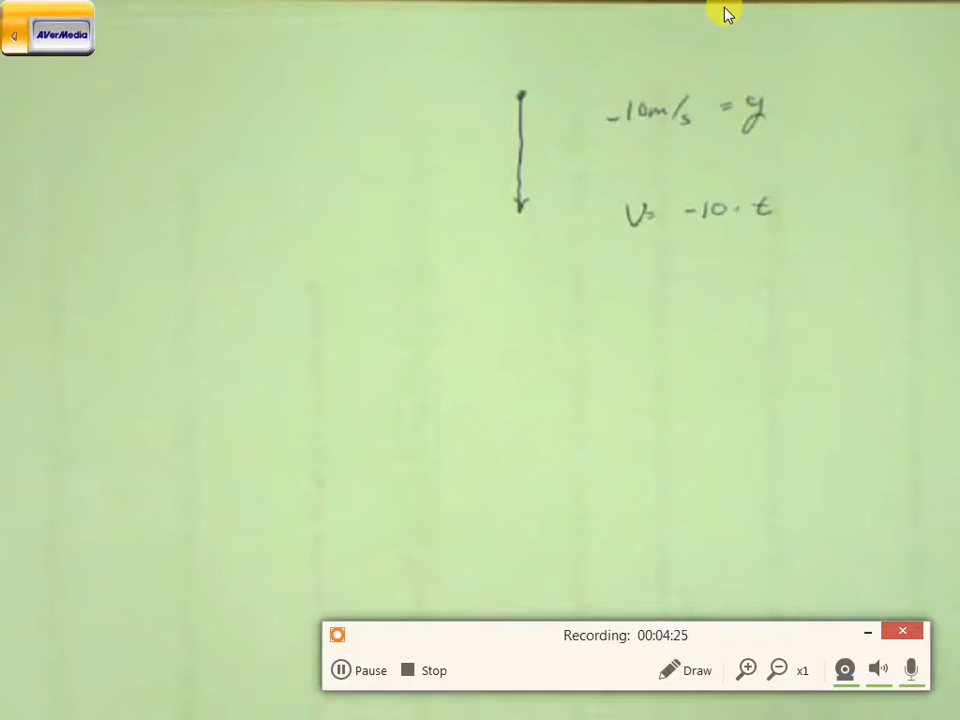 AVerMedia
-10m/s = g
V= -10 . t
Recording: 00:04:25
Pause Stop Draw x1